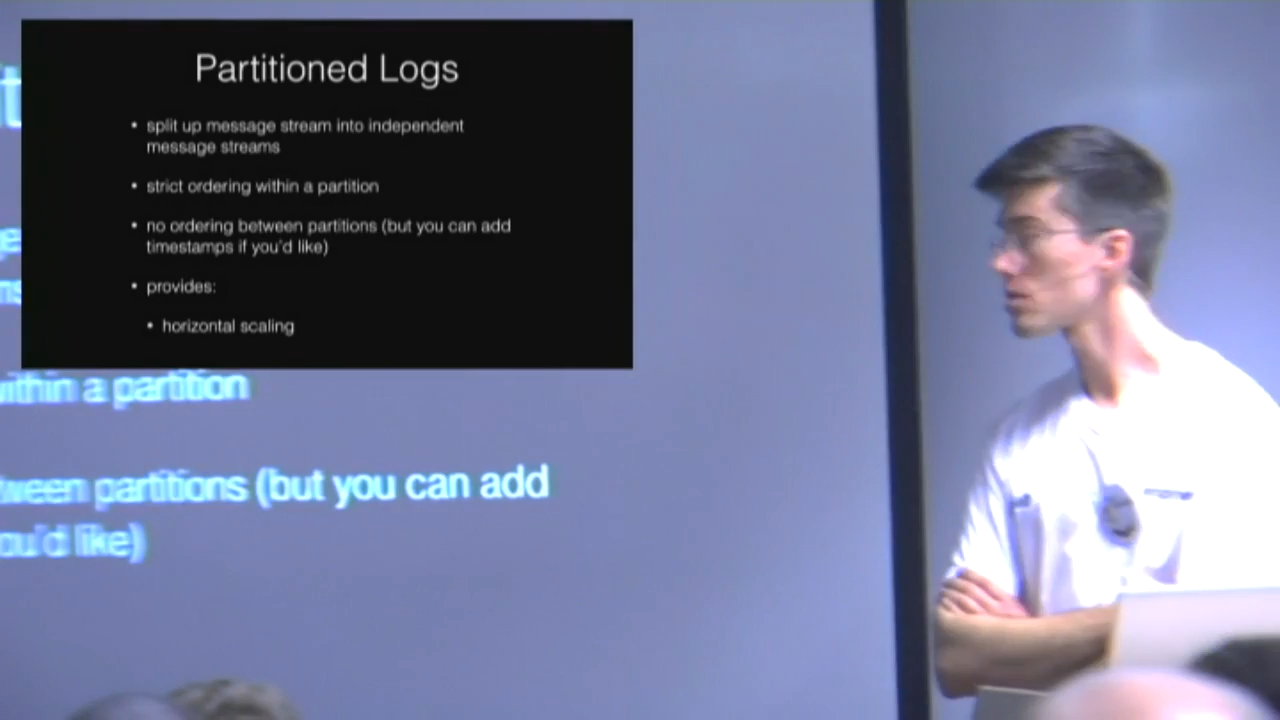 Partitioned Logs
• split up message stream into independent
message streams
• strict ordering within a partition
• no ordering between partitions (but you can add
timestamps if you'd like)
• provides:
• horizontal scaling
within a partition
tween partitions (but you can add
ou'd like)